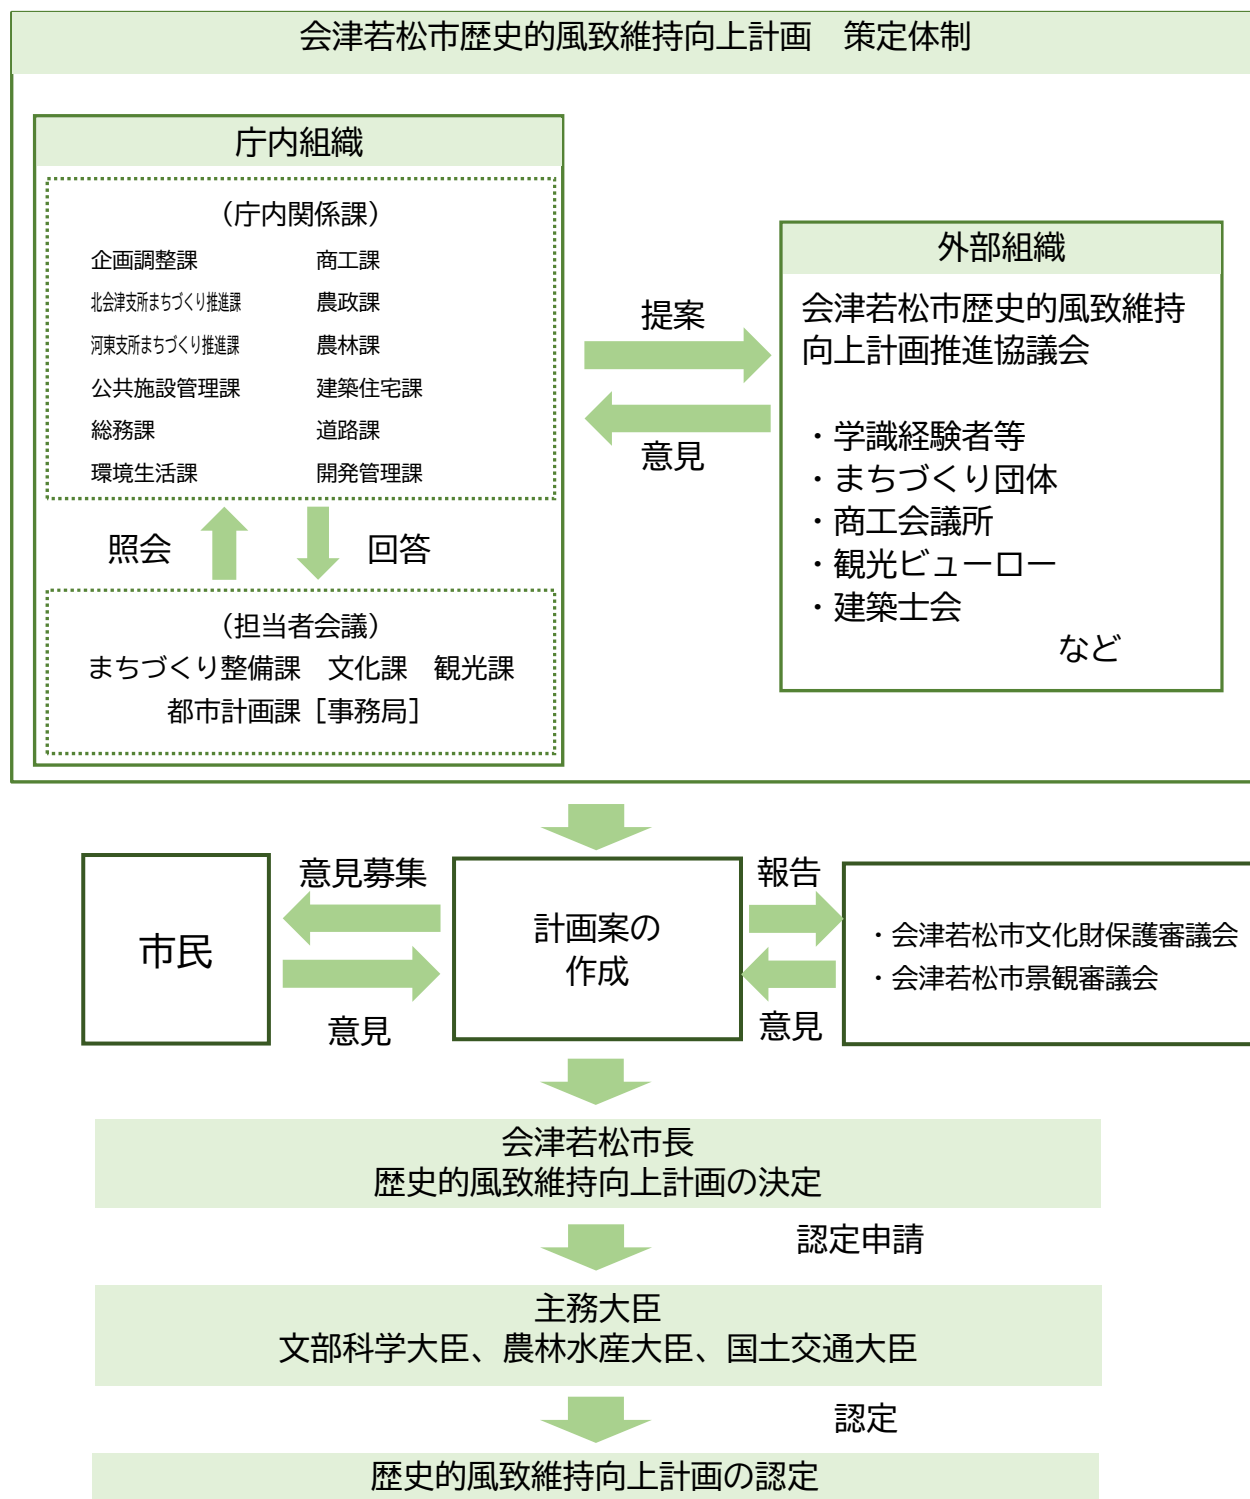 会津若松市歴史的風致維持向上計画　策定体制
庁内組織
（庁内関係課）
企画調整課　商工課
北会津支所まちづくり推進課　農政課
河東支所まちづくり推進課　農林課
公共施設管理課　建築住宅課
総務課　道路課
環境生活課　開発管理課
照会　回答
（担当者会議）
まちづくり整備課　文化課　観光課
都市計画課［事務局］
提案
意見
外部組織
会津若松市歴史的風致維持
向上計画推進協議会
・学識経験者等
・まちづくり団体
・商工会議所
・観光ビューロー
・建築士会
など
市民
意見募集
意見
計画案の
作成
報告
意見
・会津若松市文化財保護審議会
・会津若松市景観審議会
会津若松市長
歴史的風致維持向上計画の決定
認定申請
主務大臣
文部科学大臣、農林水産大臣、国土交通大臣
認定
歴史的風致維持向上計画の認定